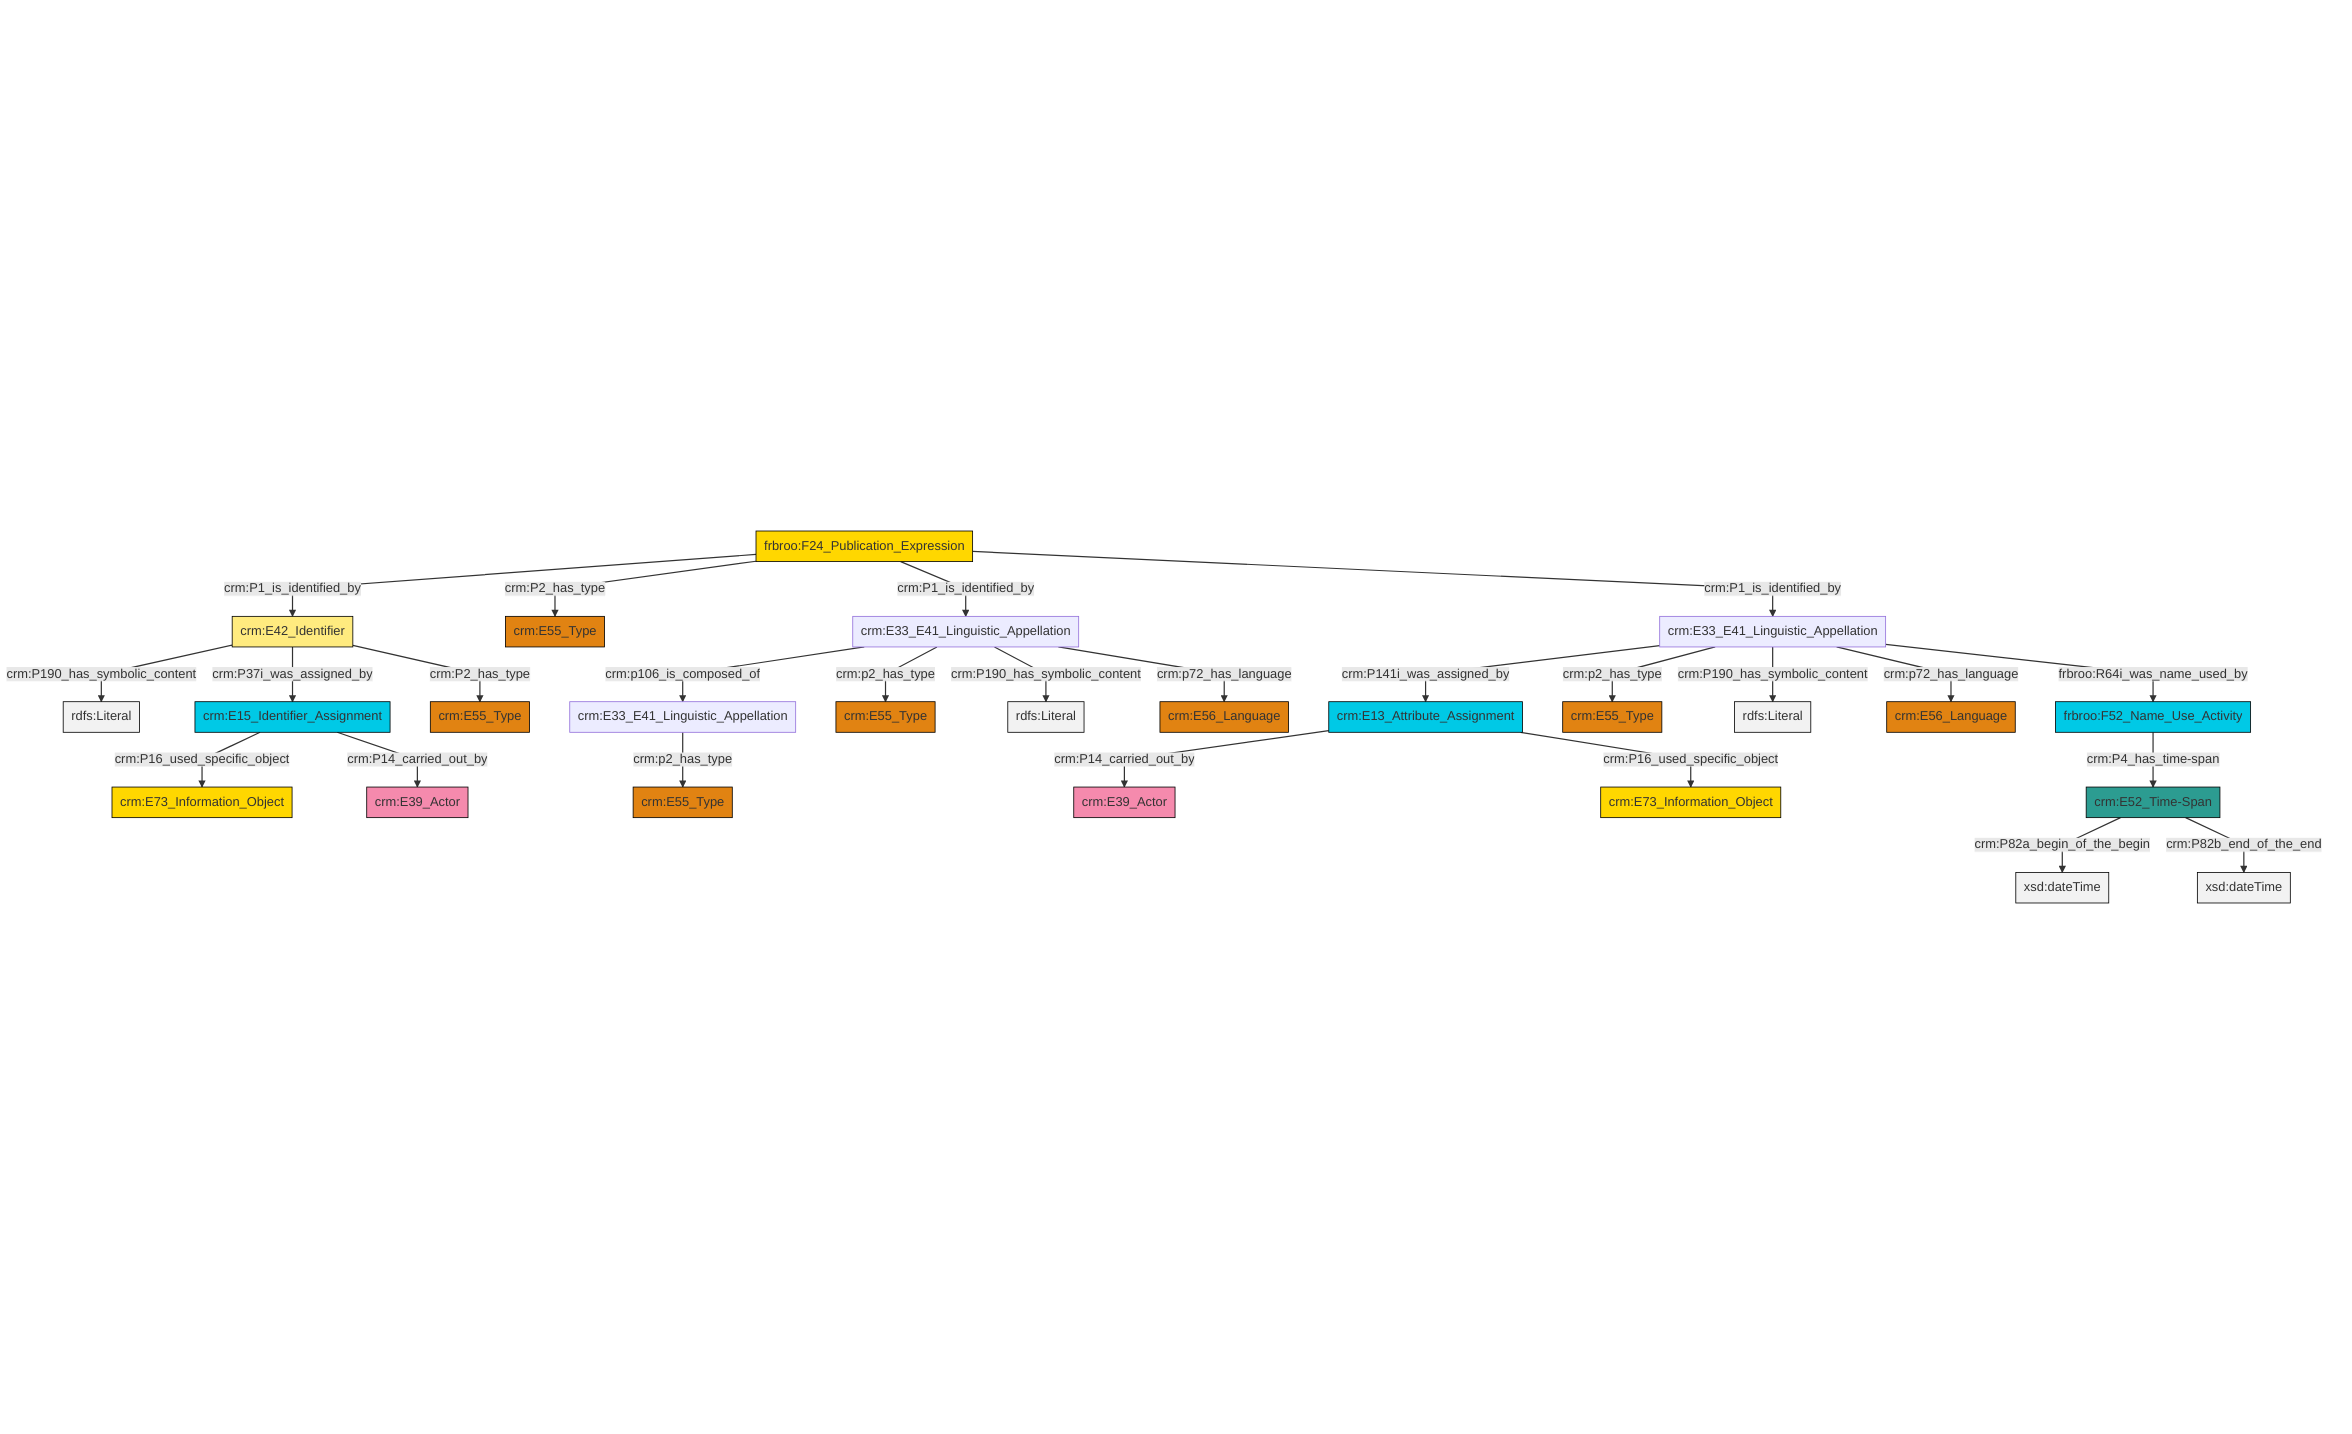 frbroo:F24_Publication_Expression
crm:P1_is_identified_by
crm:P2_has_type
crm:P1_is_identified_by
crm:P1_is_identified_by
crm:E42_Identifier
crm:E55_Type
crm:E33_E41_Linguistic_Appellation
crm:E33_E41_Linguistic_Appellation
crm:P190_has_symbolic_content
crm:P37i_was_assigned_by
crm:P2_has_type
crm:p106_is_composed_of
crm:p2_has_type
crm:P190_has_symbolic_content
crm:p72_has_language
crm:P141i_was_assigned_by
crm:p2_has_type
crm:P190_has_symbolic_content
crm:p72_has_language
frbroo:R64i_was_name_used_by
rdfs:Literal
crm:E15_Identifier_Assignment
crm:E55_Type
crm:E33_E41_Linguistic_Appellation
crm:E55_Type
rdfs:Literal
crm:E56_Language
crm:E13_Attribute_Assignment
crm:E55_Type
rdfs:Literal
crm:E56_Language
frbroo:F52_Name_Use_Activity
crm:P16_used_specific_object
crm:P14_carried_out_by
crm:p2_has_type
crm:P14_carried_out_by
crm:P16_used_specific_object
crm:P4_has_time-span
crm:E73_Information_Object
crm:E39_Actor
crm:E55_Type
crm:E39_Actor
crm:E73_Information_Object
crm:E52_Time-Span
crm:P82a_begin_of_the_begin
crm:P82b_end_of_the_end
xsd:dateTime
xsd:dateTime